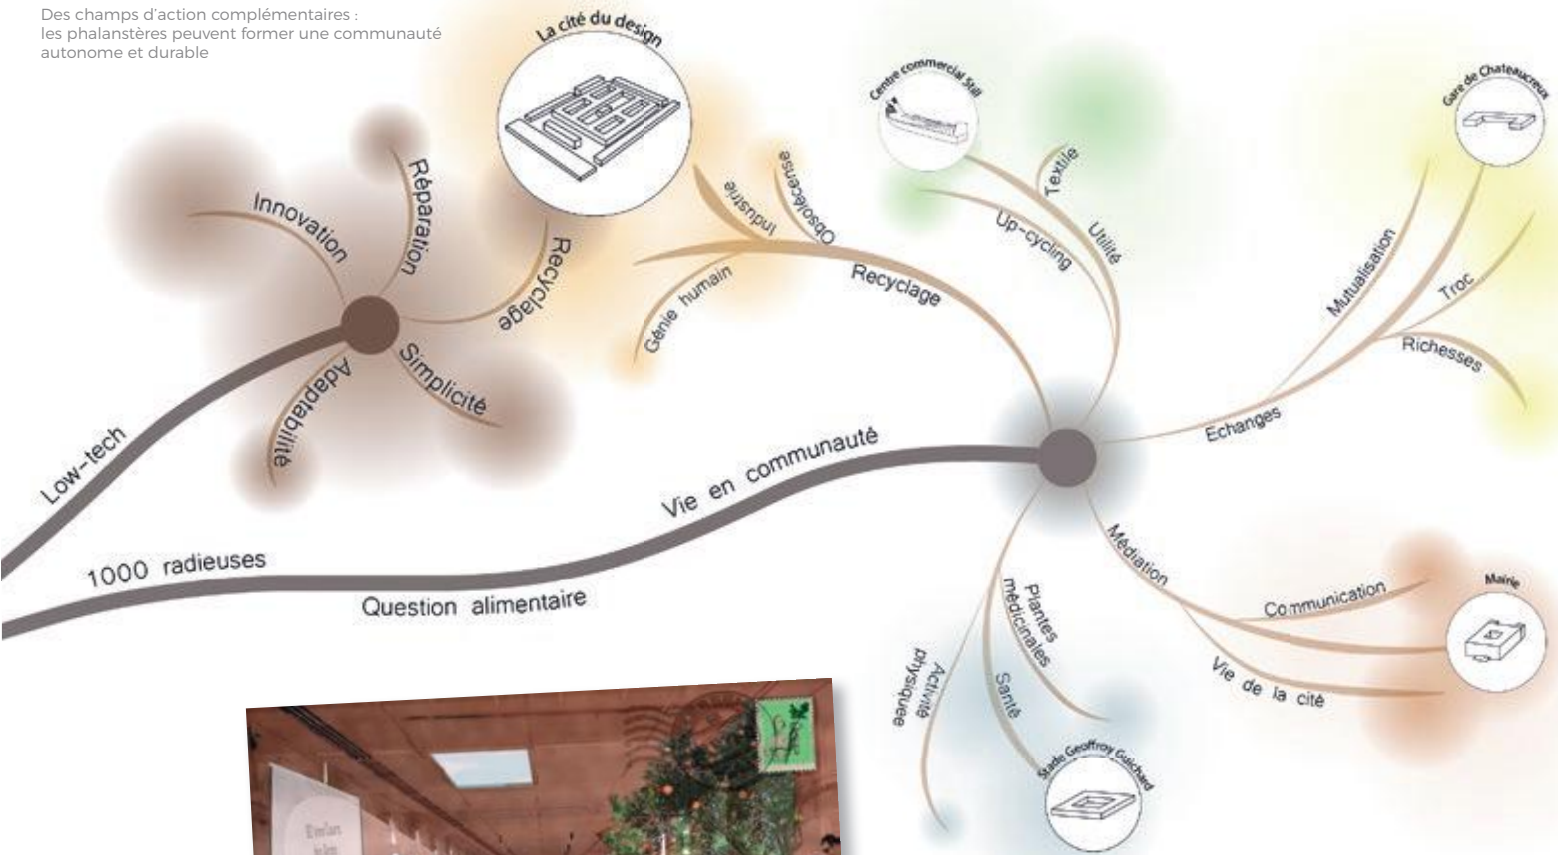 Des champs d’action complémentaires :
les phalanstères peuvent former une communauté
autonome et durable
La cité du design
Centre commercial Still
Gare de Chateaucreux
Innovation
Réparation
Recyclage
Simplicité
Adaptabilité
Low-tech
Industrie
Obsolécense
Génie humain
Recyclage
Textile
Up-cycling
Utilité
Mutualisation
Troc
Richesses
Echanges
Vie en communauté
1000 radieuses
Question alimentaire
Médiation
Communication
Vie de la cité
Mairie
Plantes
médicinales
Santé
Activité
physiquee
Stade Geoffroy Guichard